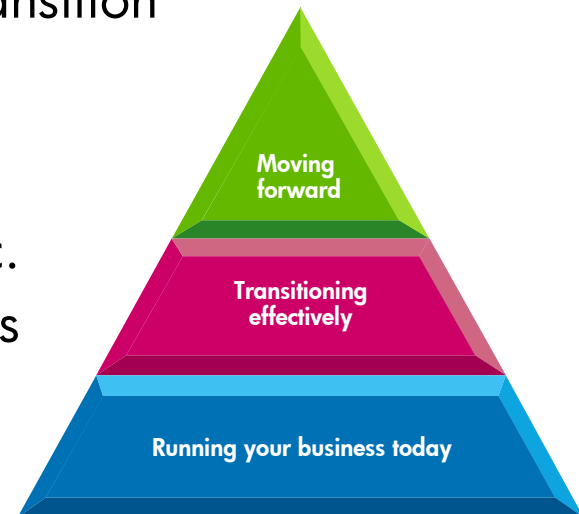 Moving
forward
Transitioning
effectively
Running your business today